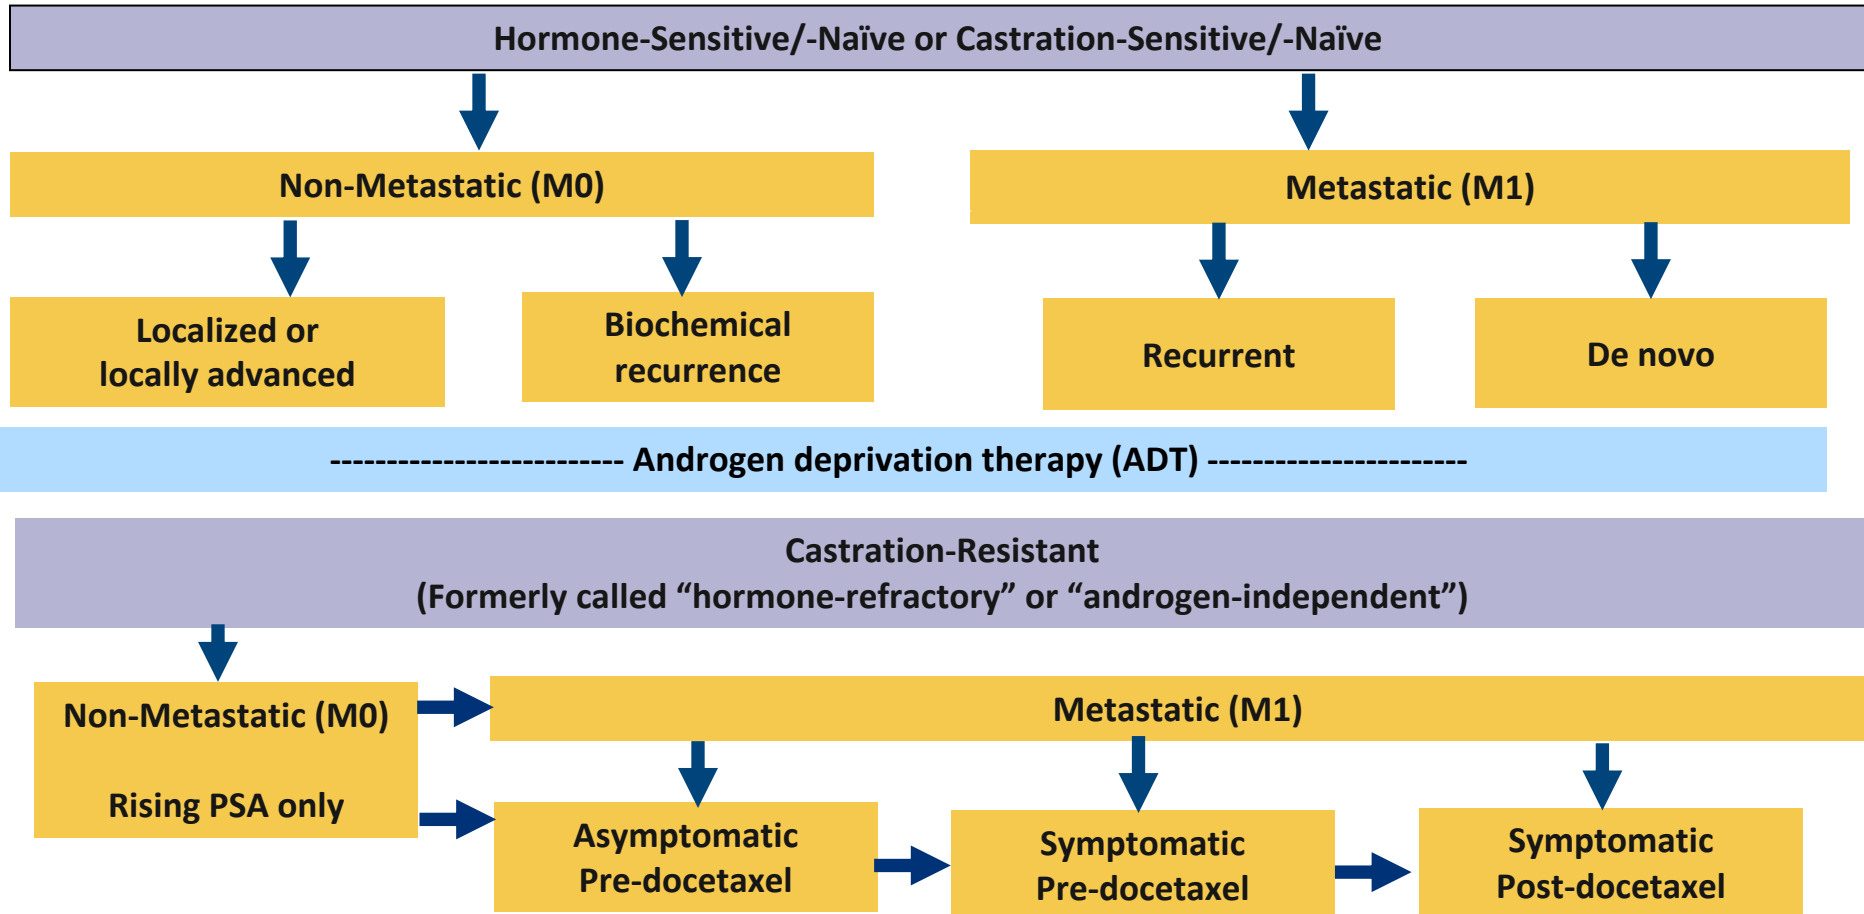 Hormone-Sensitive/-Naïve or Castration-Sensitive/-Naïve
Non-Metastatic (M0)
Metastatic (M1)
Localized or
locally advanced
Biochemical
recurrence
Recurrent
De novo
-------------------------- Androgen deprivation therapy (ADT) -----------------------
Castration-Resistant
(Formerly called “hormone-refractory” or “androgen-independent”)
Non-Metastatic (M0)
Rising PSA only
Metastatic (M1)
Asymptomatic
Pre-docetaxel
Symptomatic
Pre-docetaxel
Symptomatic
Post-docetaxel